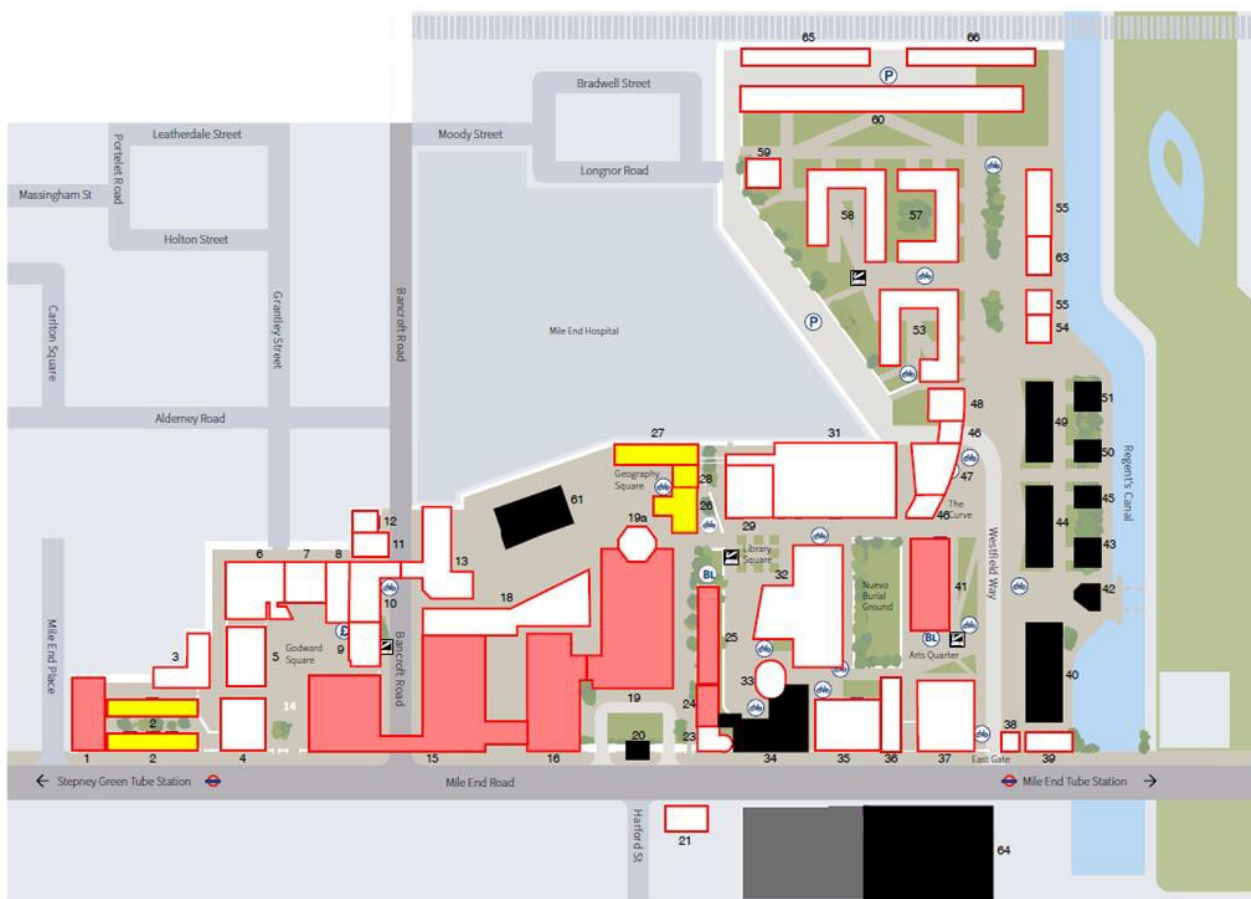 65
66
P
Bradwell Street
60
Leatherdale Street
Moody Street
Portelet Road
59
Longnor Road
Massingham St
55
58
57
Holton Street
63
Carlton Square
Grantley Street
Bancroft Road
Mile End Hospital
P
53
55
54
51
48
49
Alderney Road
27
31
46
50
Regent's Canal
Geography
Square
28
47
61
26
45
19a
46
The
Curve
44
12
29
11
13
Library
Square
Westfield Way
43
6
7
8
BL
32
Nuevo
Burial
Ground
41
42
10
18
Mile End Place
£
25
3
5
Godward
Square
9
Bancroft Road
BL
Arts Quarter
40
33
14
19
24
2
20
23
38
1
2
4
15
16
34
35
36
37
East Gate
39
← Stepney Green Tube Station
Mile End Road
Mile End Tube Station →
Harford St
21
64